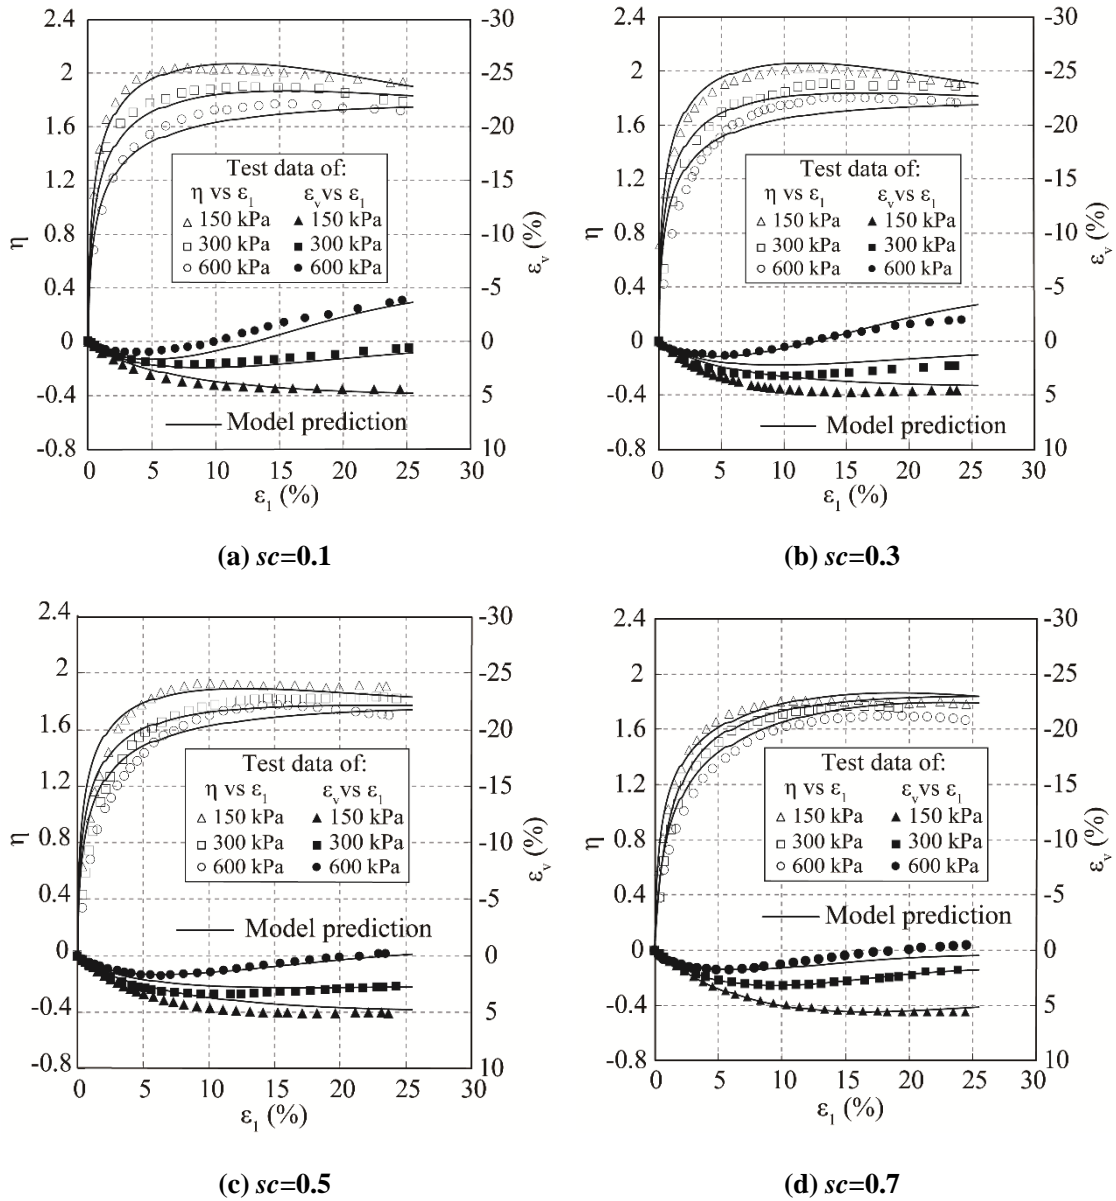 2.4
2
1.6
1.2
0.8
0.4
0
-0.4
-0.8
η
-30
-25
-20
-15
-10
-5
0
5
10
ε_v (%)
Test data of:
η vs ε_1 ε_v vs ε_1
△ 150 kPa ▲ 150 kPa
□ 300 kPa ■ 300 kPa
○ 600 kPa ● 600 kPa
Model prediction
0 5 10 15 20 25 30
ε_1 (%)
(a) sc=0.1
2.4
2
1.6
1.2
0.8
0.4
0
-0.4
-0.8
η
-30
-25
-20
-15
-10
-5
0
5
10
ε_v (%)
Test data of:
η vs ε_1 ε_v vs ε_1
△ 150 kPa ▲ 150 kPa
□ 300 kPa ■ 300 kPa
○ 600 kPa ● 600 kPa
Model prediction
0 5 10 15 20 25 30
ε_1 (%)
(b) sc=0.3
2.4
2
1.6
1.2
0.8
0.4
0
-0.4
-0.8
η
-30
-25
-20
-15
-10
-5
0
5
10
ε_v (%)
Test data of:
η vs ε_1 ε_v vs ε_1
△ 150 kPa ▲ 150 kPa
□ 300 kPa ■ 300 kPa
○ 600 kPa ● 600 kPa
Model prediction
0 5 10 15 20 25 30
ε_1 (%)
(c) sc=0.5
2.4
2
1.6
1.2
0.8
0.4
0
-0.4
-0.8
η
-30
-25
-20
-15
-10
-5
0
5
10
ε_v (%)
Test data of:
η vs ε_1 ε_v vs ε_1
△ 150 kPa ▲ 150 kPa
□ 300 kPa ■ 300 kPa
○ 600 kPa ● 600 kPa
Model prediction
0 5 10 15 20 25 30
ε_1 (%)
(d) sc=0.7